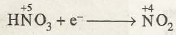 +5 +4
HNO₃ + e⁻ ⟶ NO₂